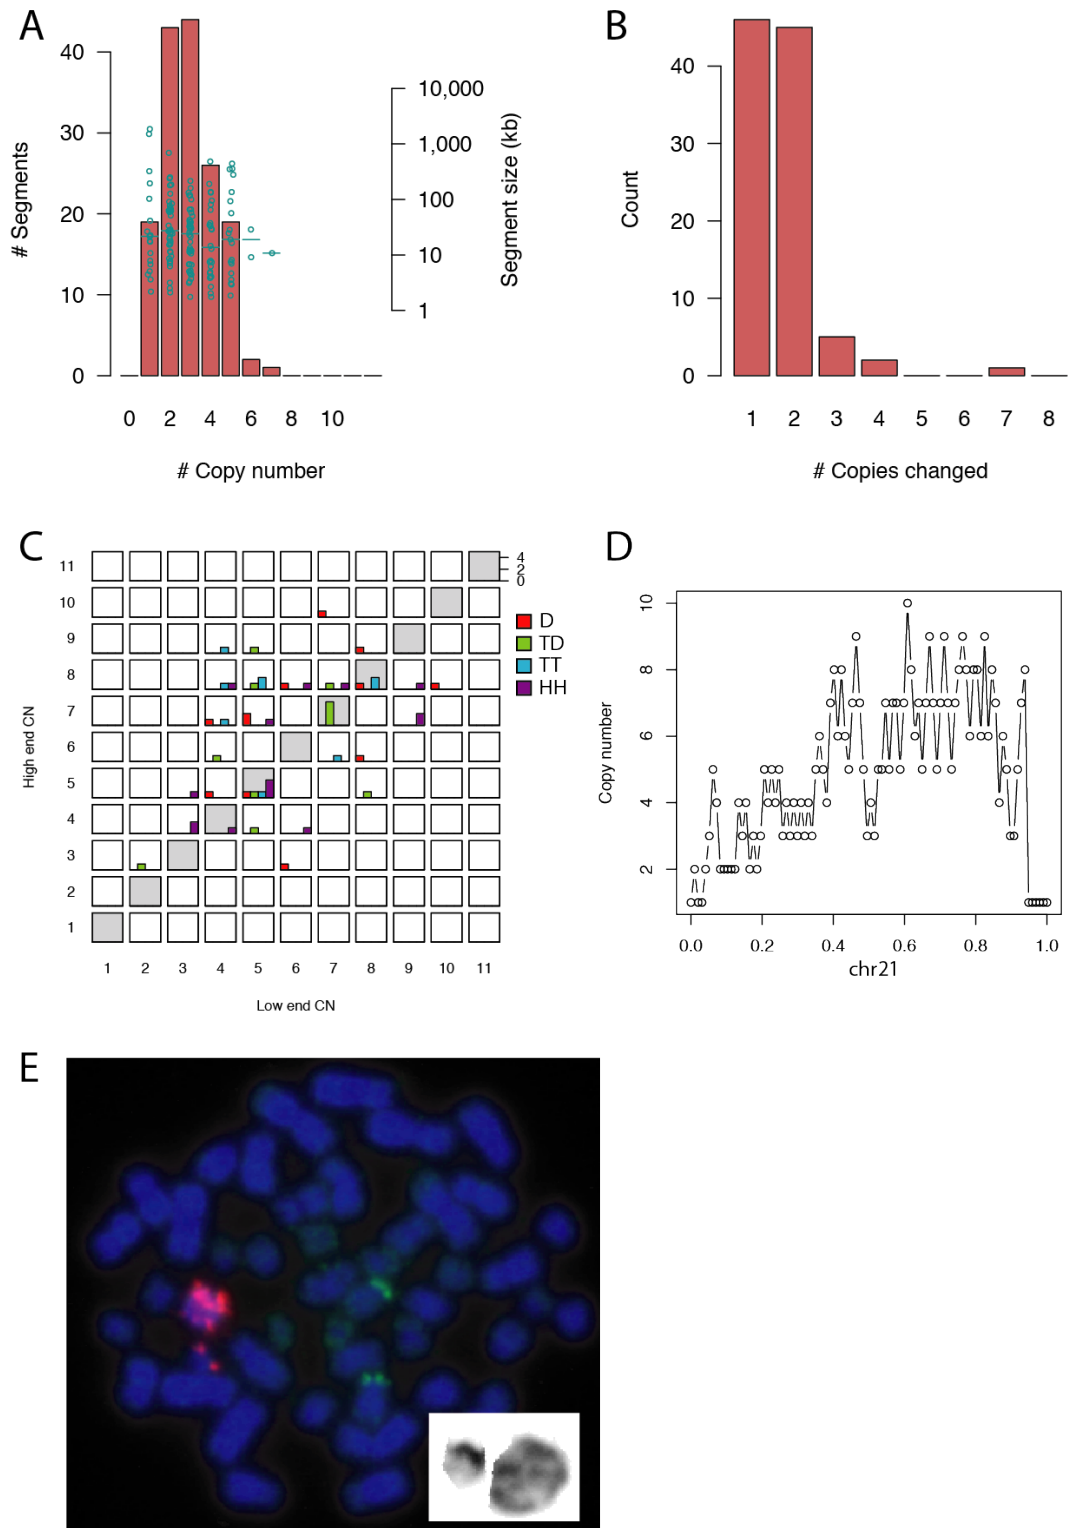 A
# Segments
40
30
20
10
0
10,000
1,000
100
10
1
Segment size (kb)
0 2 4 6 8 10
# Copy number
B
Count
40
30
20
10
0
1 2 3 4 5 6 7 8
# Copies changed
C
High end CN
11
10
9
8
7
6
5
4
3
2
1
4
2
0
D
TD
TT
HH
1 2 3 4 5 6 7 8 9 10 11
Low end CN
D
Copy number
10
8
6
4
2
0.0 0.2 0.4 0.6 0.8 1.0
chr21
E